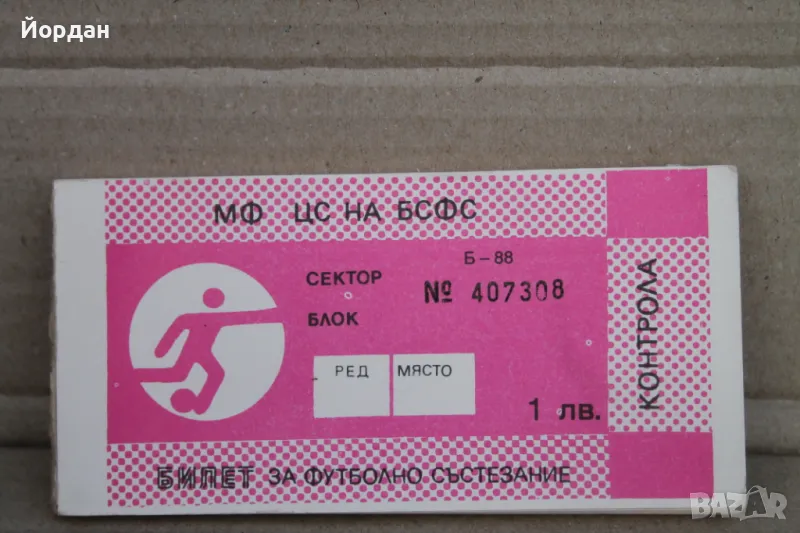 Йордан
МФ ЦС НА БСФС
Б-88
СЕКТОР № 407308
БЛОК
РЕД МЯСТО
1 лв.
КОНТРОЛА
БИЛЕТ ЗА ФУТБОЛНО СЪСТЕЗАНИЕ
BAZAR